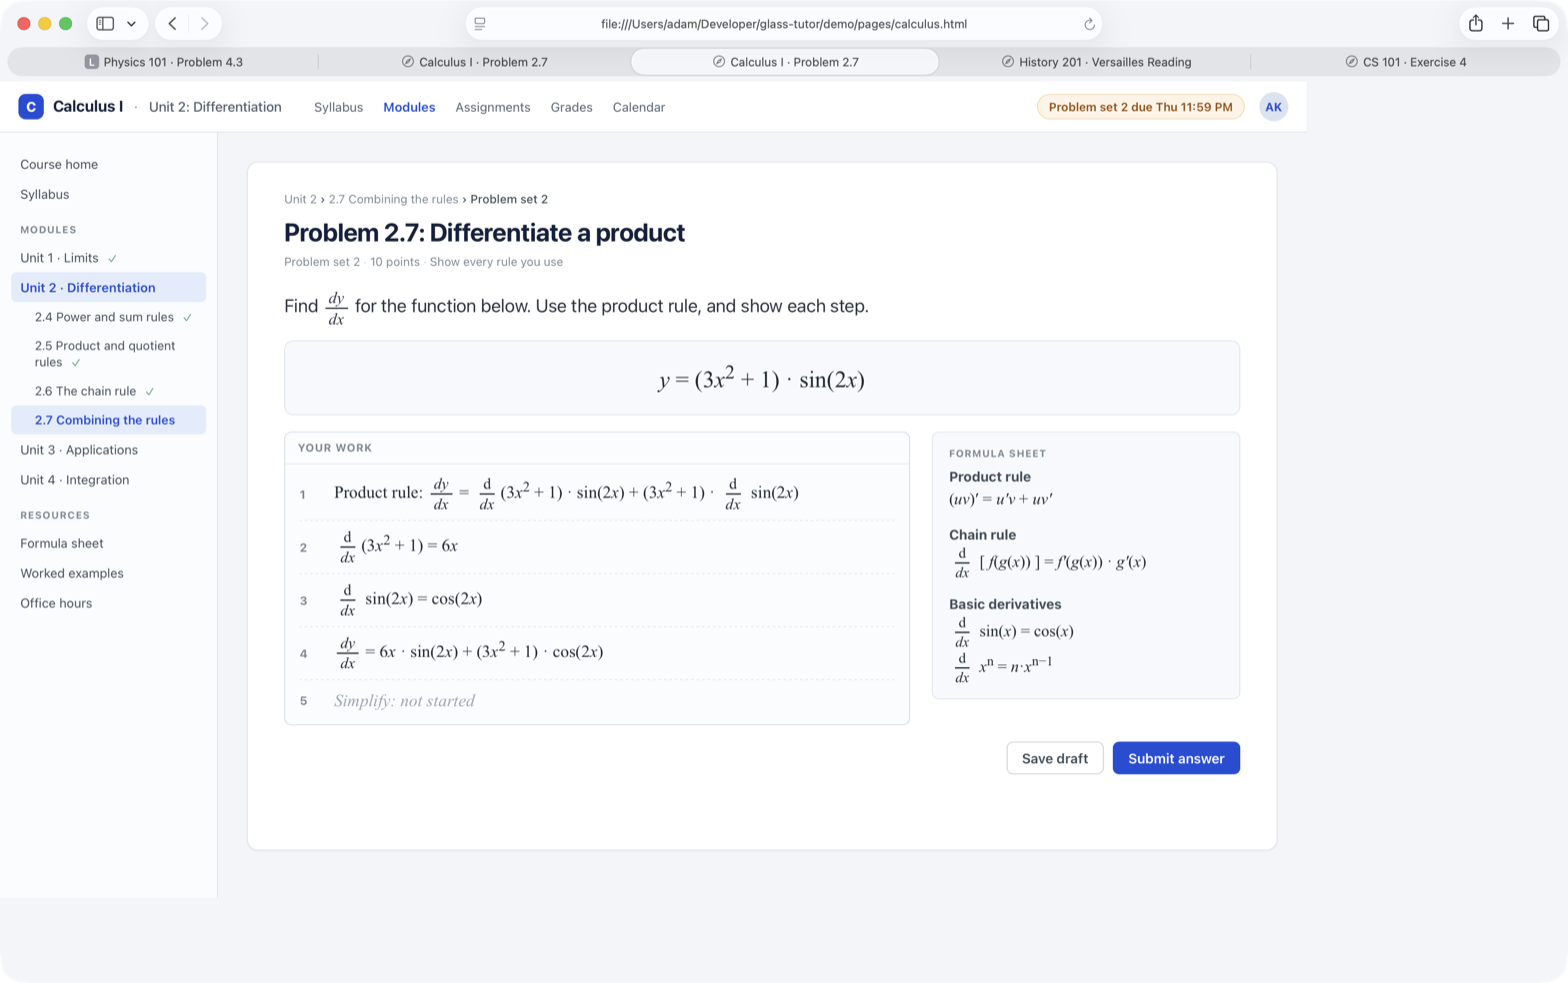 file:///Users/adam/Developer/glass-tutor/demo/pages/calculus.html
L Physics 101 · Problem 4.3
Calculus I · Problem 2.7
Calculus I · Problem 2.7
History 201 · Versailles Reading
CS 101 · Exercise 4
C Calculus I · Unit 2: Differentiation
Syllabus Modules Assignments Grades Calendar
Problem set 2 due Thu 11:59 PM
AK
Course home
Syllabus
MODULES
Unit 1 · Limits ✓
Unit 2 · Differentiation
2.4 Power and sum rules ✓
2.5 Product and quotient
rules ✓
2.6 The chain rule ✓
2.7 Combining the rules
Unit 3 · Applications
Unit 4 · Integration
RESOURCES
Formula sheet
Worked examples
Office hours
Unit 2 › 2.7 Combining the rules › Problem set 2
Problem 2.7: Differentiate a product
Problem set 2 · 10 points · Show every rule you use
Find dy/dx for the function below. Use the product rule, and show each step.
y = (3x² + 1) · sin(2x)
YOUR WORK
1 Product rule: dy/dx = d/dx (3x² + 1) · sin(2x) + (3x² + 1) · d/dx sin(2x)
2 d/dx (3x² + 1) = 6x
3 d/dx sin(2x) = cos(2x)
4 dy/dx = 6x · sin(2x) + (3x² + 1) · cos(2x)
5 Simplify: not started
FORMULA SHEET
Product rule
(uv)′ = u′v + uv′
Chain rule
d/dx [ f(g(x)) ] = f′(g(x)) · g′(x)
Basic derivatives
d/dx sin(x) = cos(x)
d/dx xⁿ = n·xⁿ⁻¹
Save draft
Submit answer